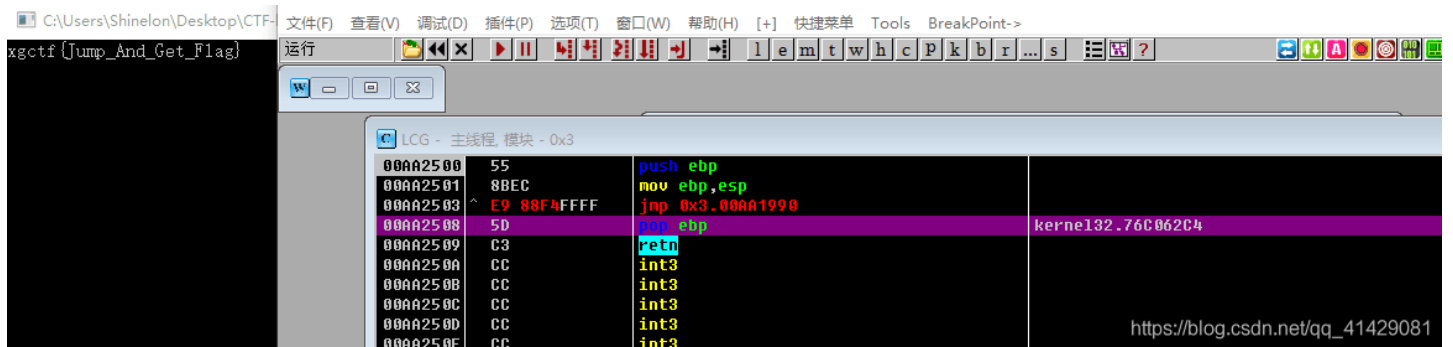 C:\Users\Shinelon\Desktop\CTF-
xgctf{Jump_And_Get_Flag}
文件(F) 查看(V) 调试(D) 插件(P) 选项(T) 窗口(W) 帮助(H) [+] 快捷菜单 Tools BreakPoint->
运行 l e m t w h c P k b r ... s ?
W
C LCG - 主线程, 模块 - 0x3
00AA2500 55 push ebp
00AA2501 8BEC mov ebp,esp
00AA2503 ^ E9 88F4FFFF jmp 0x3.00AA1990
00AA2508 5D pop ebp kernel32.76C062C4
00AA2509 C3 retn
00AA250A CC int3
00AA250B CC int3
00AA250C CC int3
00AA250D CC int3
00AA250E CC int3
https://blog.csdn.net/qq_41429081